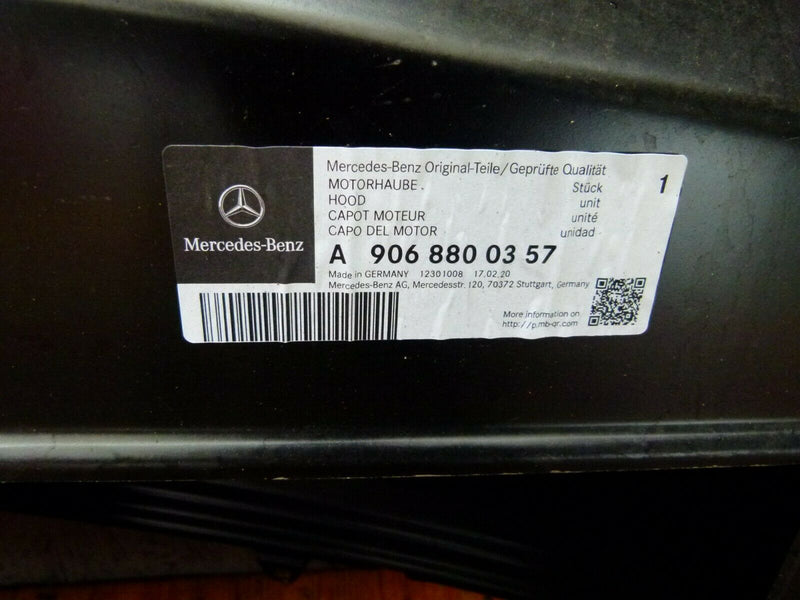 Mercedes-Benz
Mercedes-Benz Original-Teile/Geprüfte Qualität
MOTORHAUBE. Stück 1
HOOD unit
CAPOT MOTEUR unité
CAPO DEL MOTOR unidad
A 906 880 03 57
Made in GERMANY 12301008 17.02.20
Mercedes-Benz AG, Mercedesstr. 120, 70372 Stuttgart, Germany
More information on
http://p.mb-qr.com